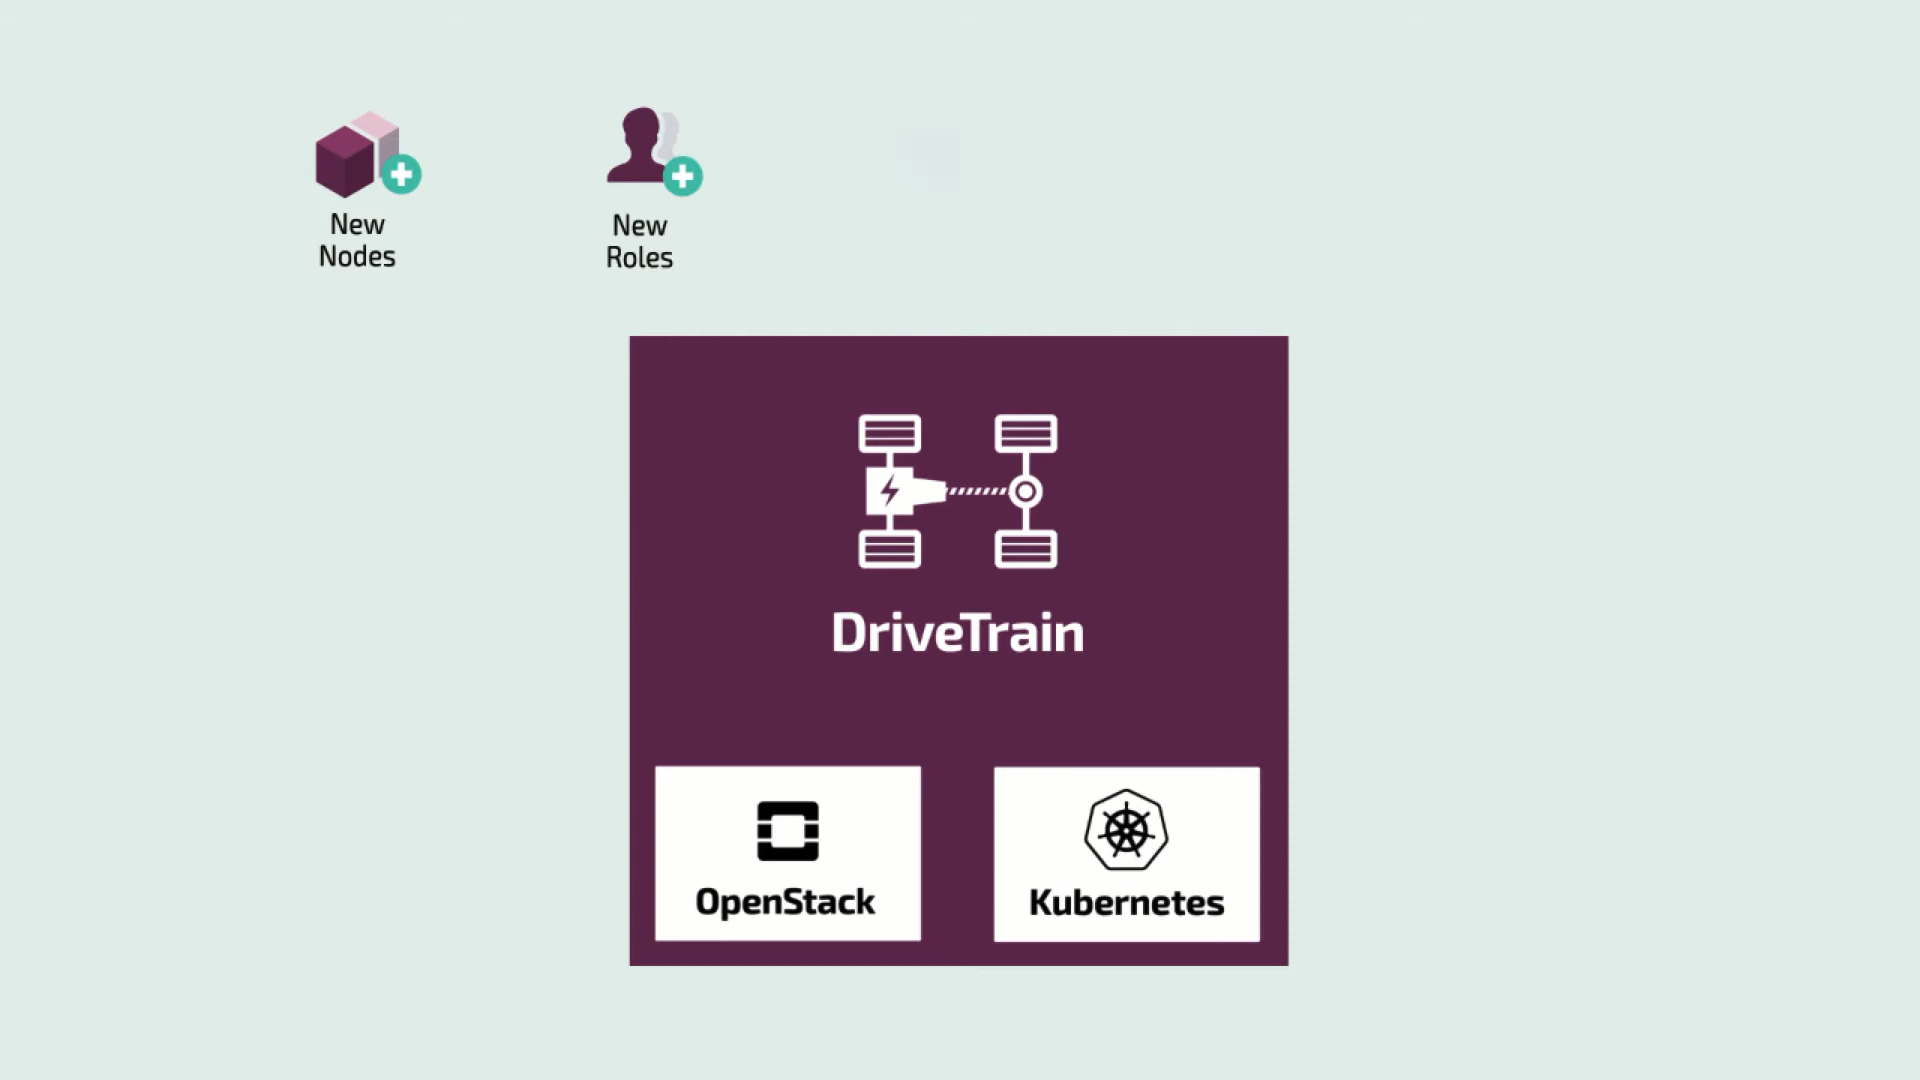 New
Nodes
New
Roles
DriveTrain
OpenStack
Kubernetes